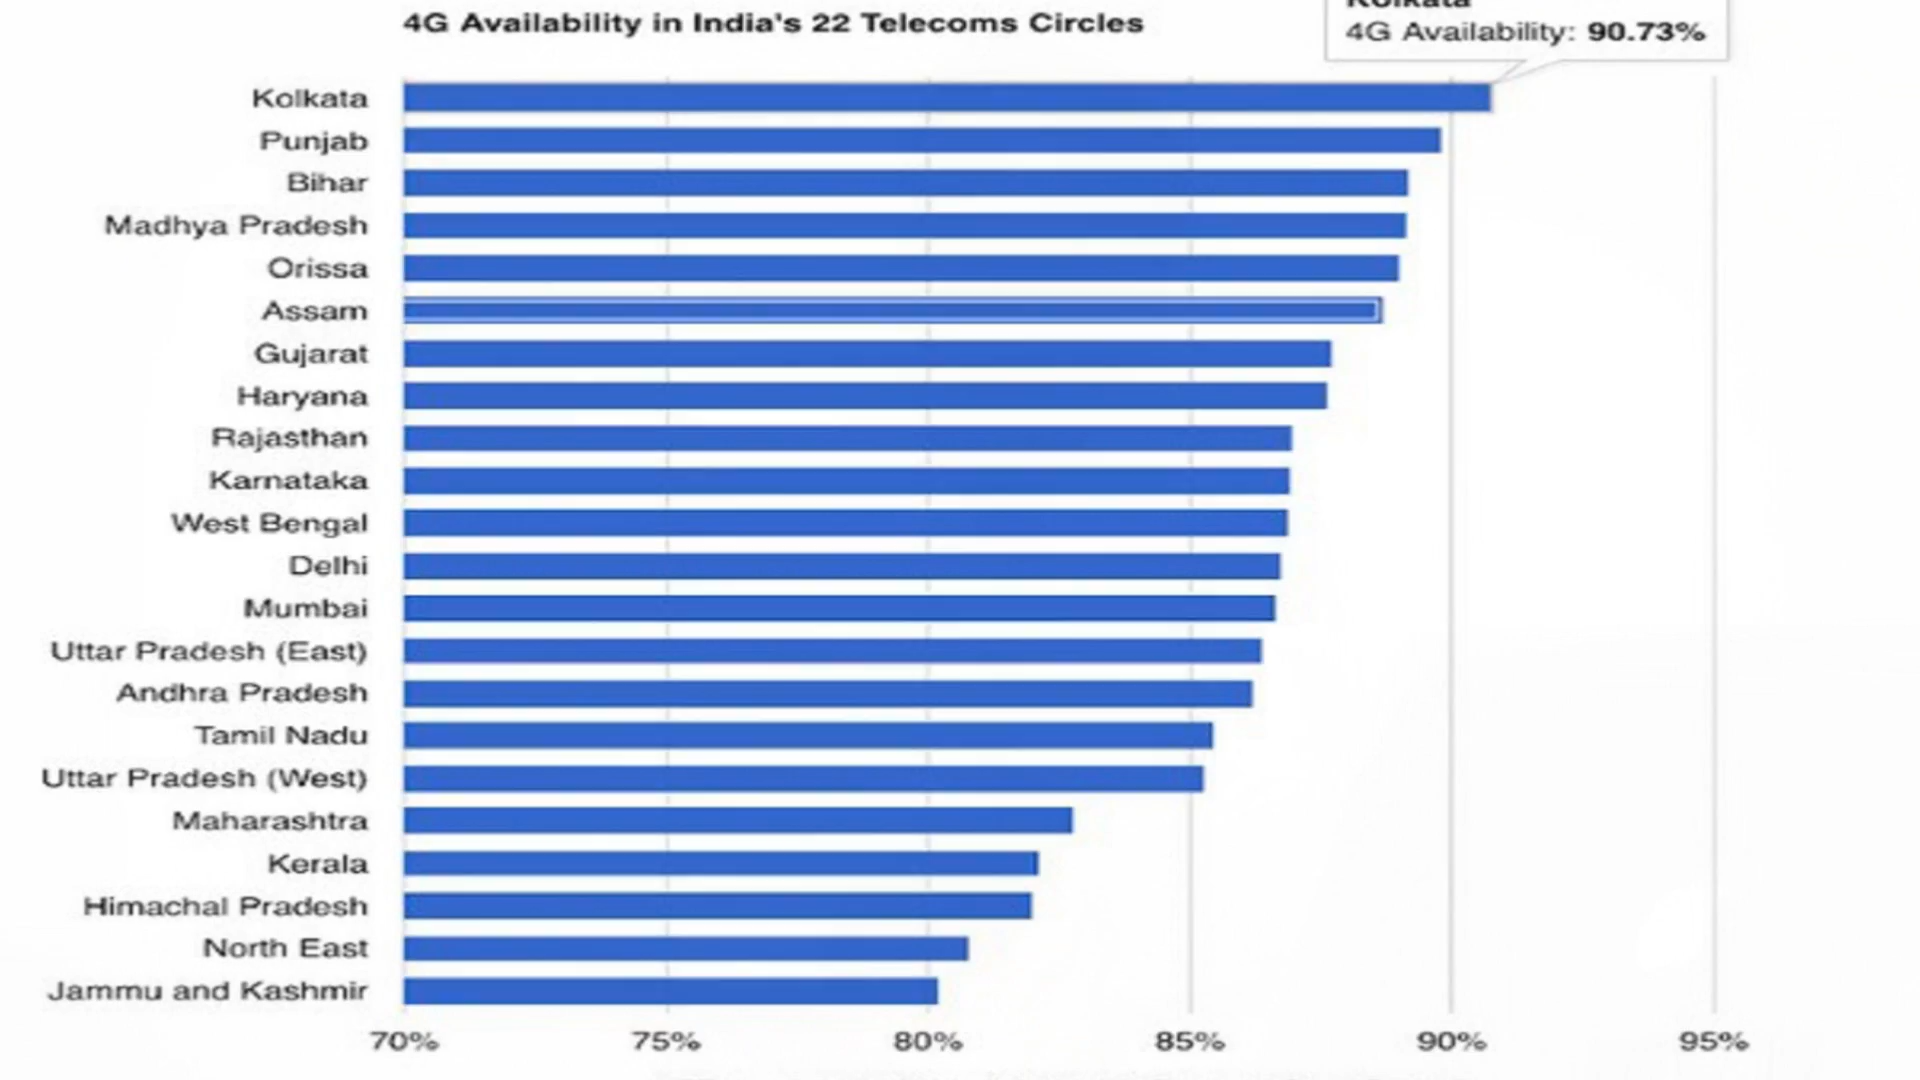 4G Availability in India's 22 Telecoms Circles
Kolkata
4G Availability: 90.73%
Kolkata
Punjab
Bihar
Madhya Pradesh
Orissa
Assam
Gujarat
Haryana
Rajasthan
Karnataka
West Bengal
Delhi
Mumbai
Uttar Pradesh (East)
Andhra Pradesh
Tamil Nadu
Uttar Pradesh (West)
Maharashtra
Kerala
Himachal Pradesh
North East
Jammu and Kashmir
70% 75% 80% 85% 90% 95%